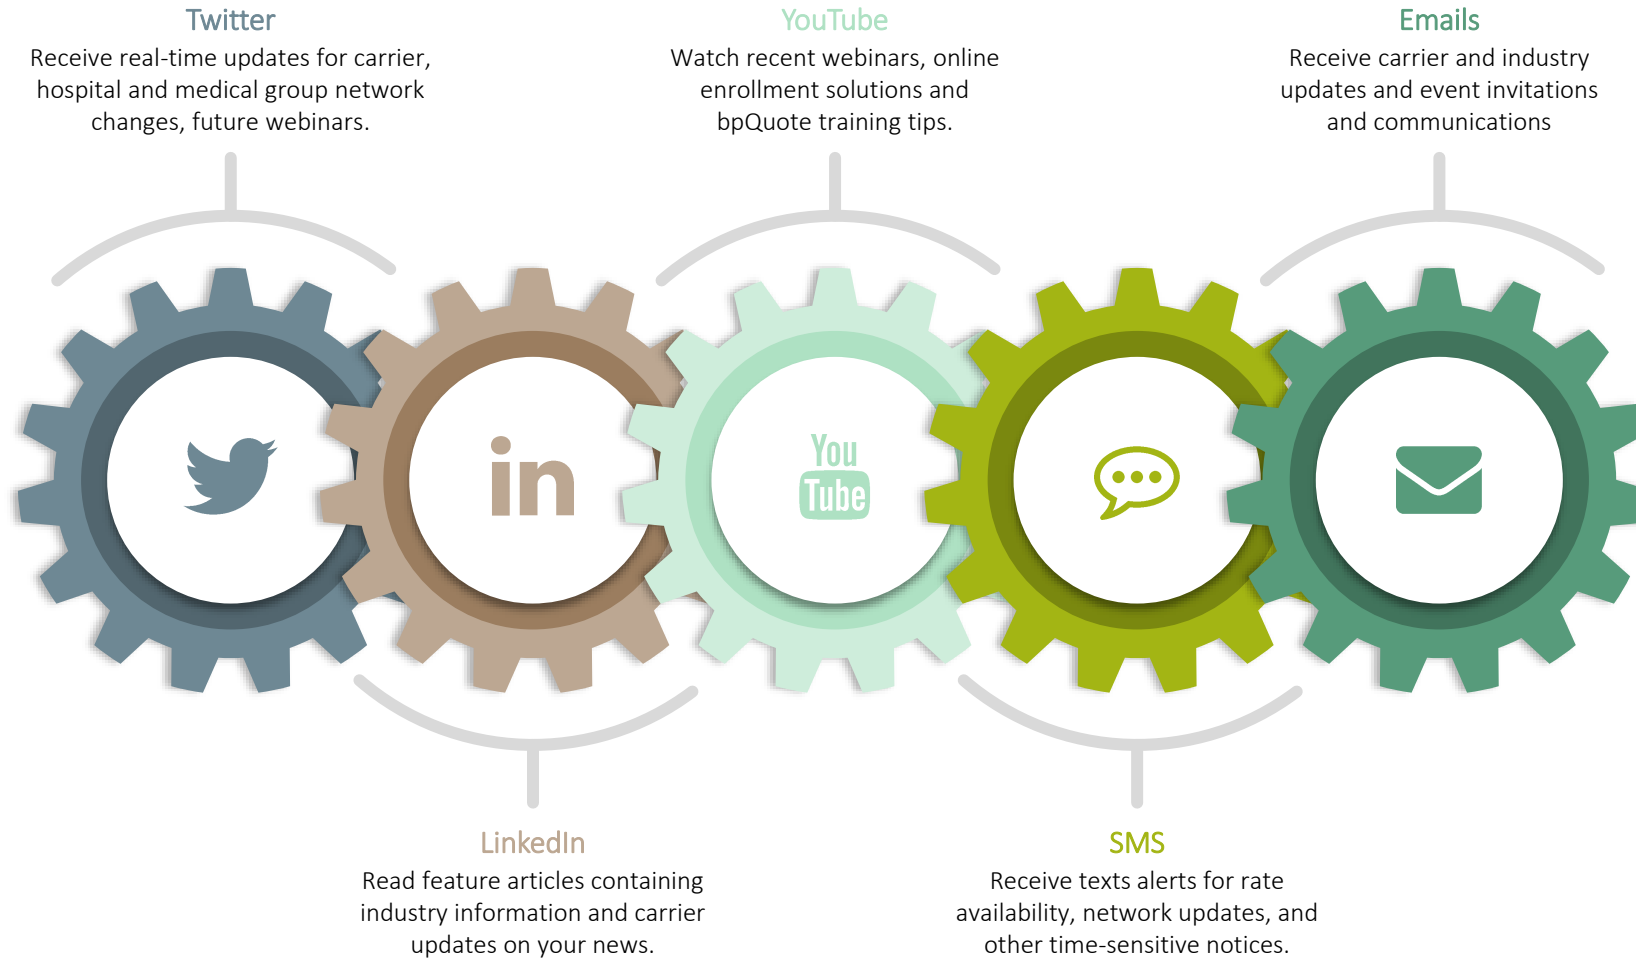 Twitter
Receive real-time updates for carrier,
hospital and medical group network
changes, future webinars.
YouTube
Watch recent webinars, online
enrollment solutions and
bpQuote training tips.
Emails
Receive carrier and industry
updates and event invitations
and communications
in
You
Tube
LinkedIn
Read feature articles containing
industry information and carrier
updates on your news.
SMS
Receive texts alerts for rate
availability, network updates, and
other time-sensitive notices.